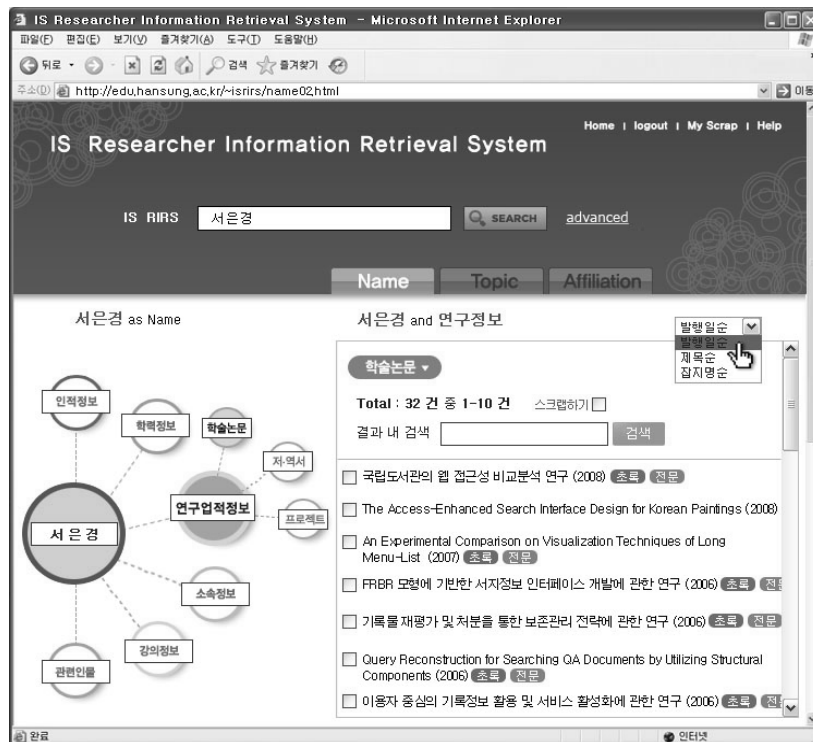 IS Researcher Information Retrieval System - Microsoft Internet Explorer
파일(F) 편집(E) 보기(V) 즐겨찾기(A) 도구(T) 도움말(H)
뒤로 검색 즐겨찾기
주소(D) http://edu,hansung,ac,kr/~isrirs/name02,html 이동
Home | logout | My Scrap | Help
IS Researcher Information Retrieval System
IS RIRS 서은경 SEARCH advanced
Name Topic Affiliation
서은경 as Name
서은경 and 연구정보
발행일순
발행일순
제목순
잡지명순
인적정보
학력정보
학술논문
저·역서
연구업적정보
프로젝트
서은경
소속정보
강의정보
관련인물
학술논문
Total : 32 건 중 1-10 건 스크랩하기
결과 내 검색 검색
국립도서관의 웹 접근성 비교분석 연구 (2008) 초록 전문
The Access-Enhanced Search Interface Design for Korean Paintings (2008)
An Experimental Comparison on Visualization Techniques of Long
Menu-List (2007) 초록 전문
FRBR 모형에 기반한 서지정보 인터페이스 개발에 관한 연구 (2006) 초록 전문
기록물 재평가 및 처분을 통한 보존관리 전략에 관한 연구 (2006) 초록 전문
Query Reconstruction for Searching QA Documents by Utilizing Structural
Components (2006) 초록 전문
이용자 중심의 기록정보 활용 및 서비스 활성화에 관한 연구 (2006) 초록 전
완료 인터넷